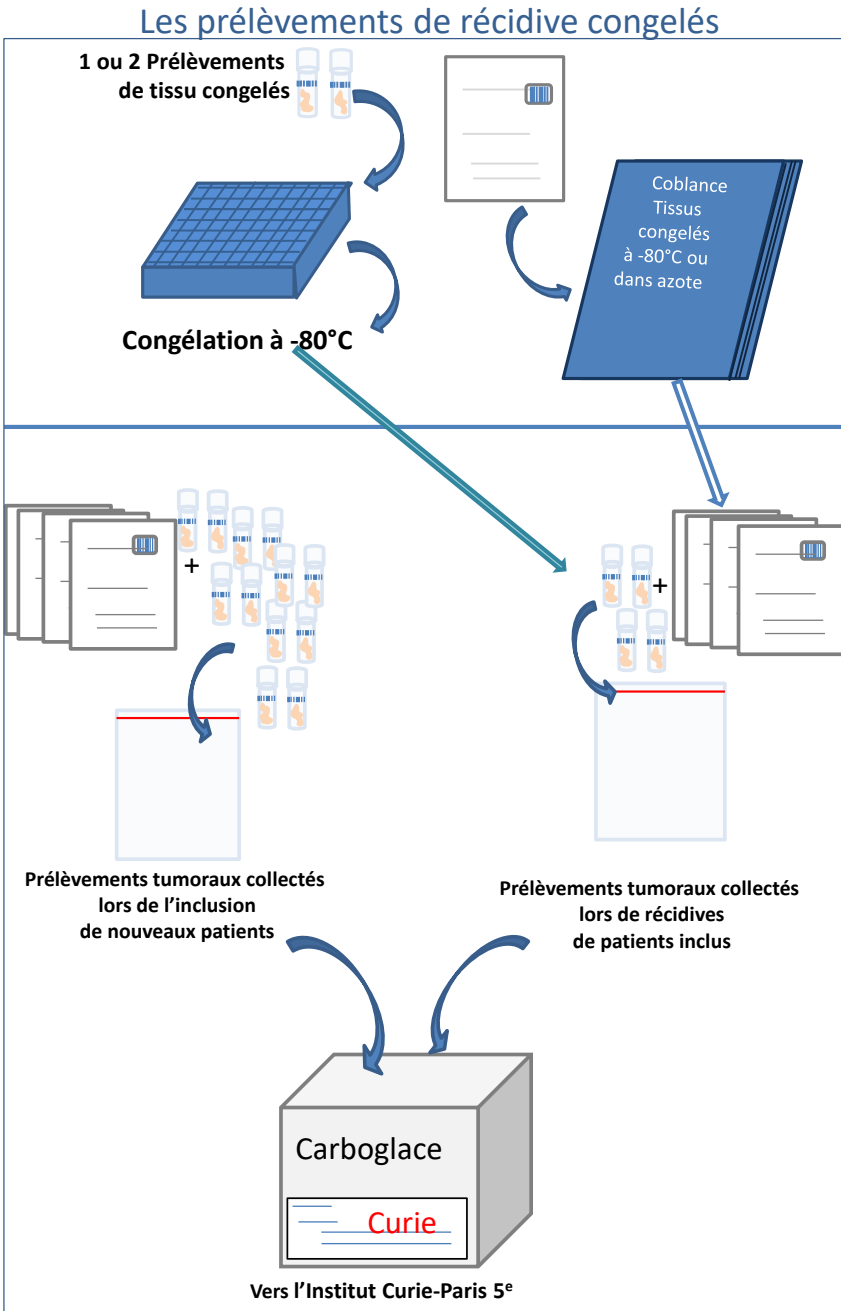 Les prélèvements de récidive congelés
1 ou 2 Prélèvements
de tissu congelés
Coblance
Tissus
congelés
à -80°C ou
dans azote
Congélation à -80°C
+
+
Prélèvements tumoraux collectés
lors de l’inclusion
de nouveaux patients
Prélèvements tumoraux collectés
lors de récidives
de patients inclus
Carboglace
Curie
Vers l’Institut Curie-Paris 5e